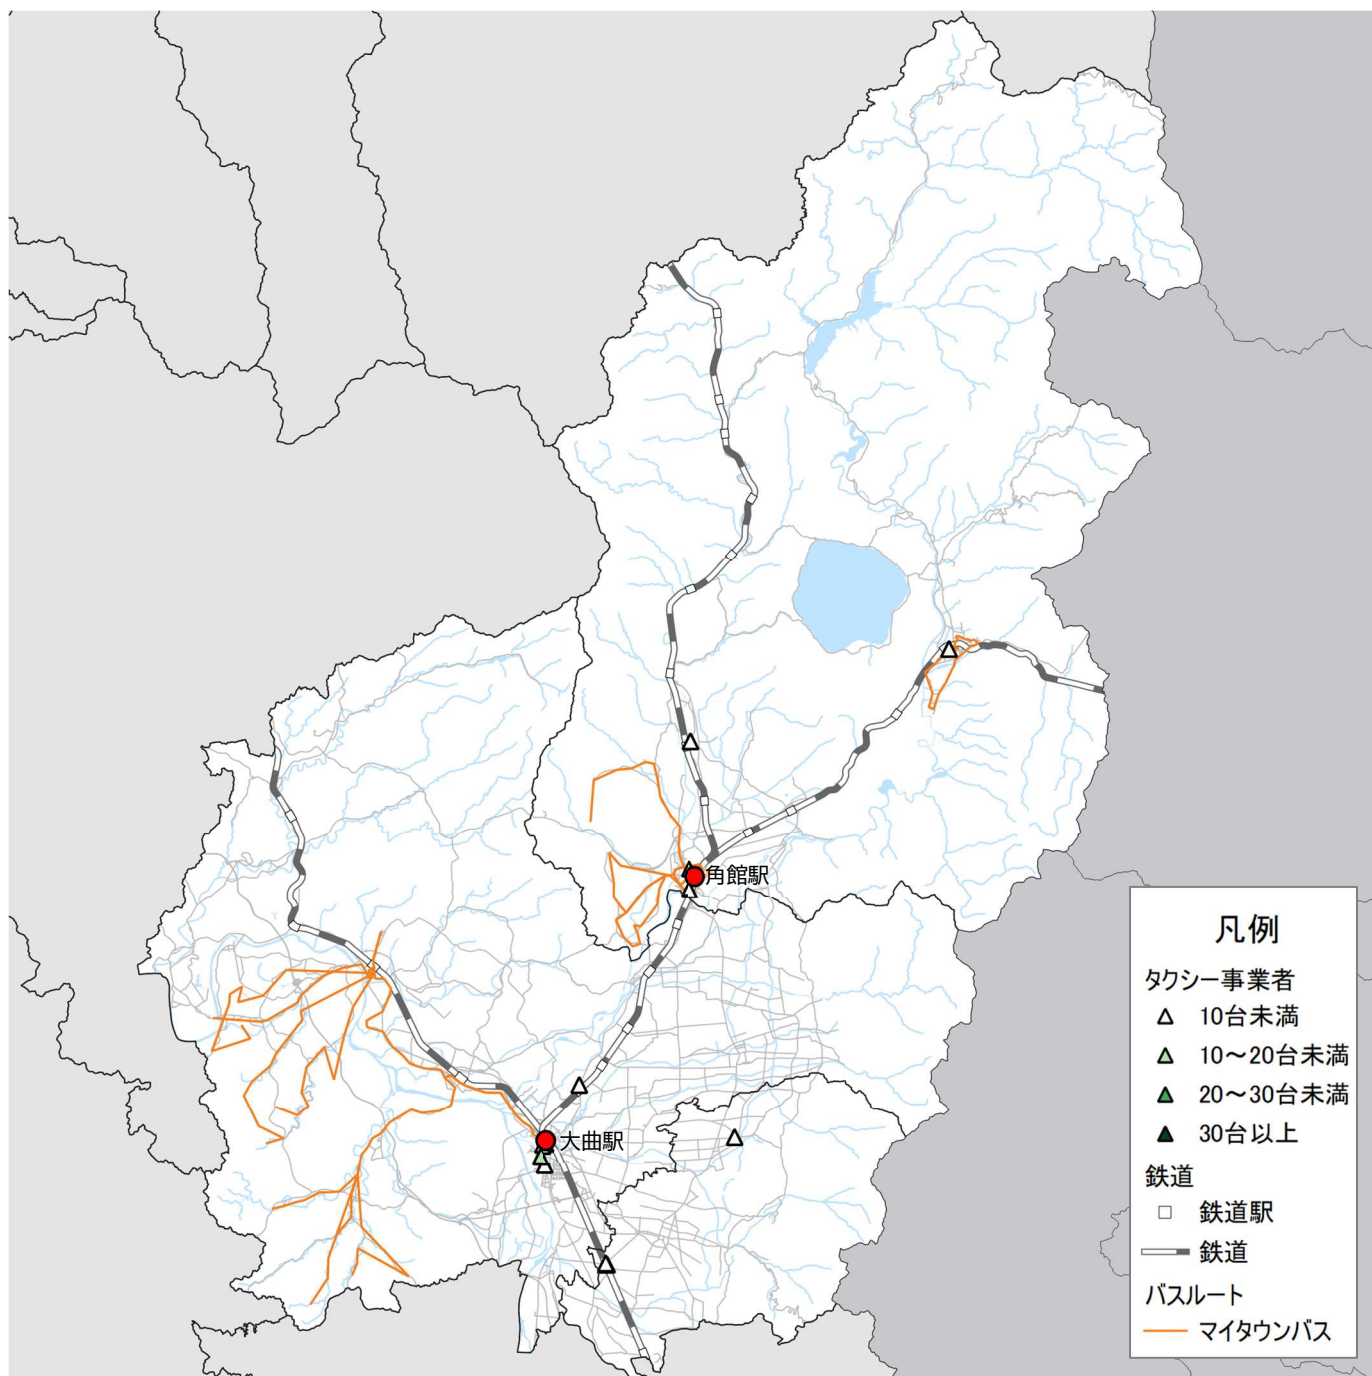 角館駅
大曲駅
凡例
タクシー事業者
10台未満
10～20台未満
20～30台未満
30台以上
鉄道
鉄道駅
鉄道
バスルート
マイタウンバス